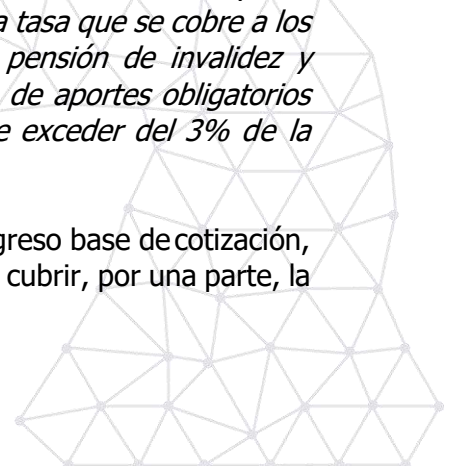 a tasa que se cobre a los
pensión de invalidez y
de aportes obligatorios
e exceder del 3% de la
greso base de cotización,
cubrir, por una parte, la